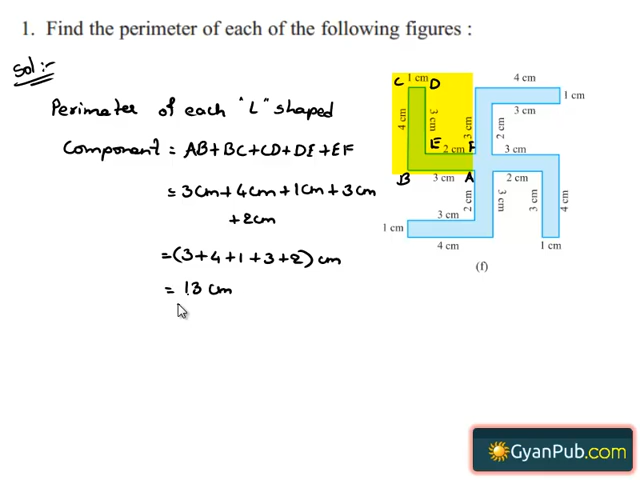 1. Find the perimeter of each of the following figures :
Sol:-
Perimeter of each "L" shaped
Component = AB+BC+CD+DE+EF
= 3cm+4cm+1cm+3cm
+2cm
=(3+4+1+3+2) cm
= 13 cm
C 1 cm D
4 cm
4 cm
1 cm
3 cm
3 cm
3 cm
2 cm
E 2 cm F
3 cm
B 3 cm A
2 cm
2 cm
3 cm
3 cm
4 cm
3 cm
1 cm
4 cm
1 cm
(f)
GyanPub.com